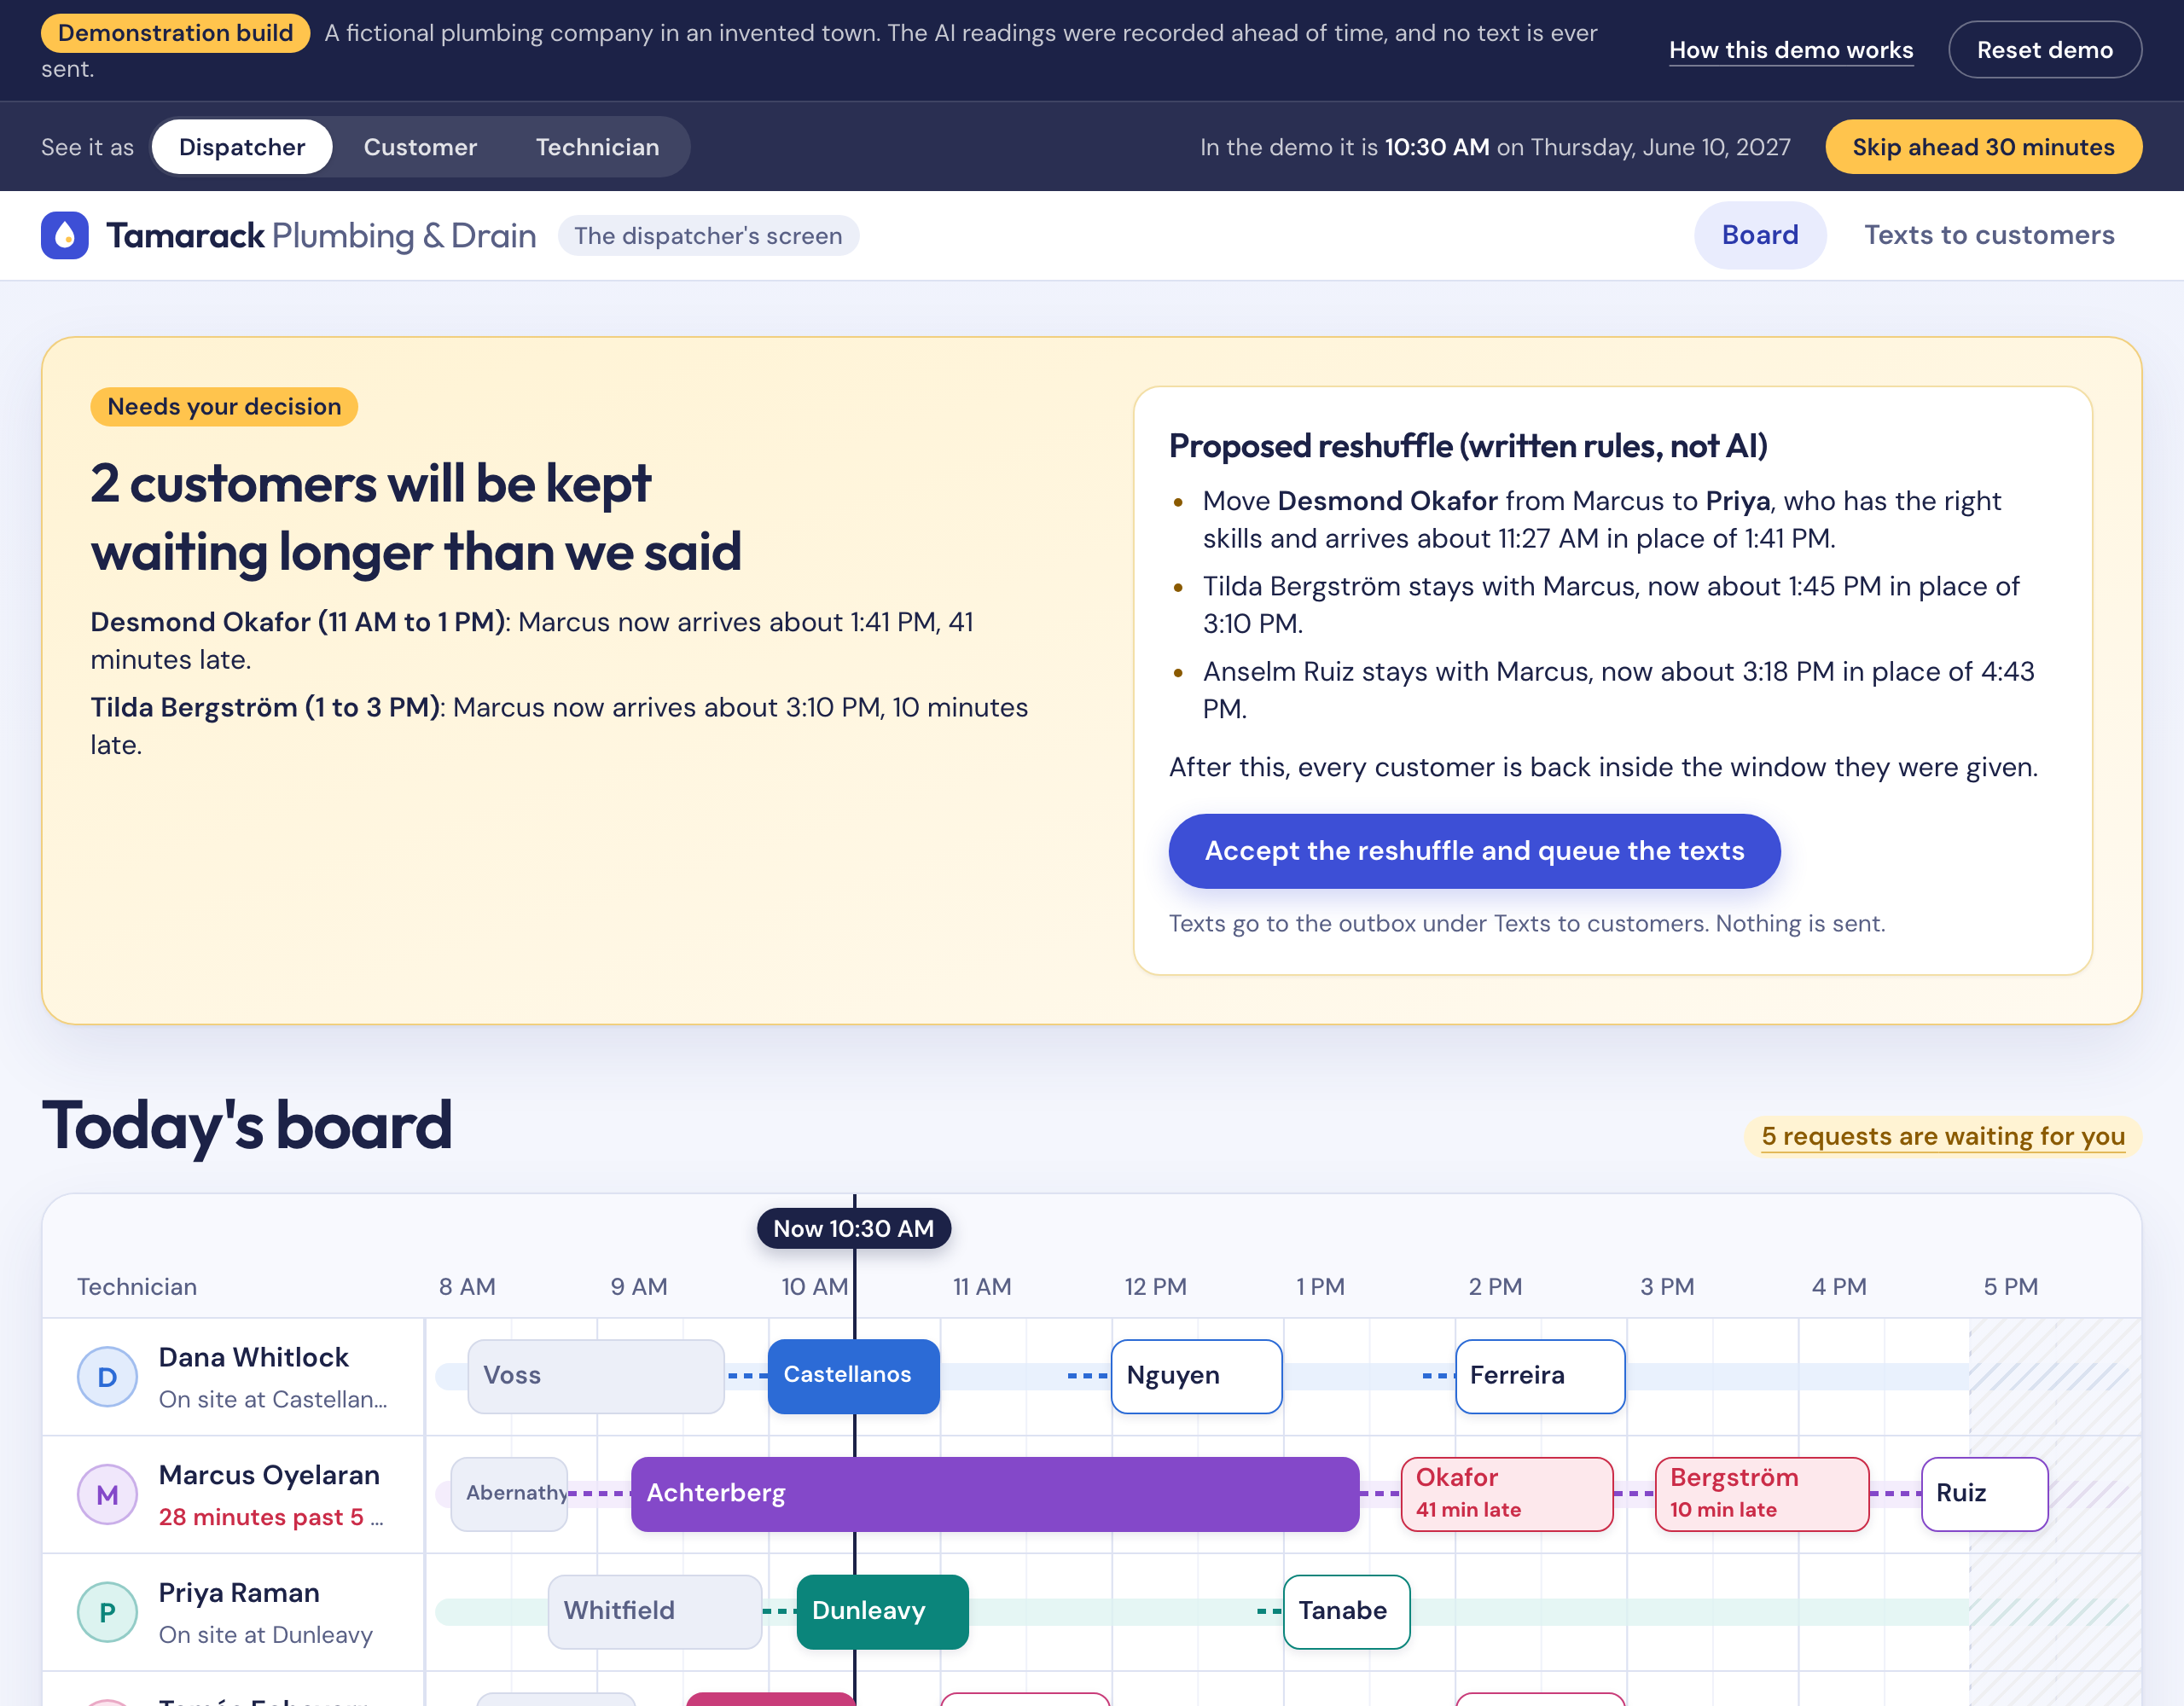 Demonstration build A fictional plumbing company in an invented town. The AI readings were recorded ahead of time, and no text is ever
sent.
How this demo works
Reset demo
See it as
Dispatcher
Customer
Technician
In the demo it is 10:30 AM on Thursday, June 10, 2027
Skip ahead 30 minutes
Tamarack Plumbing & Drain
The dispatcher's screen
Board
Texts to customers
Needs your decision
2 customers will be kept
waiting longer than we said
Desmond Okafor (11 AM to 1 PM): Marcus now arrives about 1:41 PM, 41
minutes late.
Tilda Bergström (1 to 3 PM): Marcus now arrives about 3:10 PM, 10 minutes
late.
Proposed reshuffle (written rules, not AI)
• Move Desmond Okafor from Marcus to Priya, who has the right
skills and arrives about 11:27 AM in place of 1:41 PM.
• Tilda Bergström stays with Marcus, now about 1:45 PM in place of
3:10 PM.
• Anselm Ruiz stays with Marcus, now about 3:18 PM in place of 4:43
PM.
After this, every customer is back inside the window they were given.
Accept the reshuffle and queue the texts
Texts go to the outbox under Texts to customers. Nothing is sent.
Today's board
5 requests are waiting for you
Now 10:30 AM
Technician
8 AM
9 AM
10 AM
11 AM
12 PM
1 PM
2 PM
3 PM
4 PM
5 PM
D
Dana Whitlock
On site at Castellan...
Voss
Castellanos
Nguyen
Ferreira
M
Marcus Oyelaran
28 minutes past 5 ...
Abernathy
Achterberg
Okafor
41 min late
Bergström
10 min late
Ruiz
P
Priya Raman
On site at Dunleavy
Whitfield
Dunleavy
Tanabe